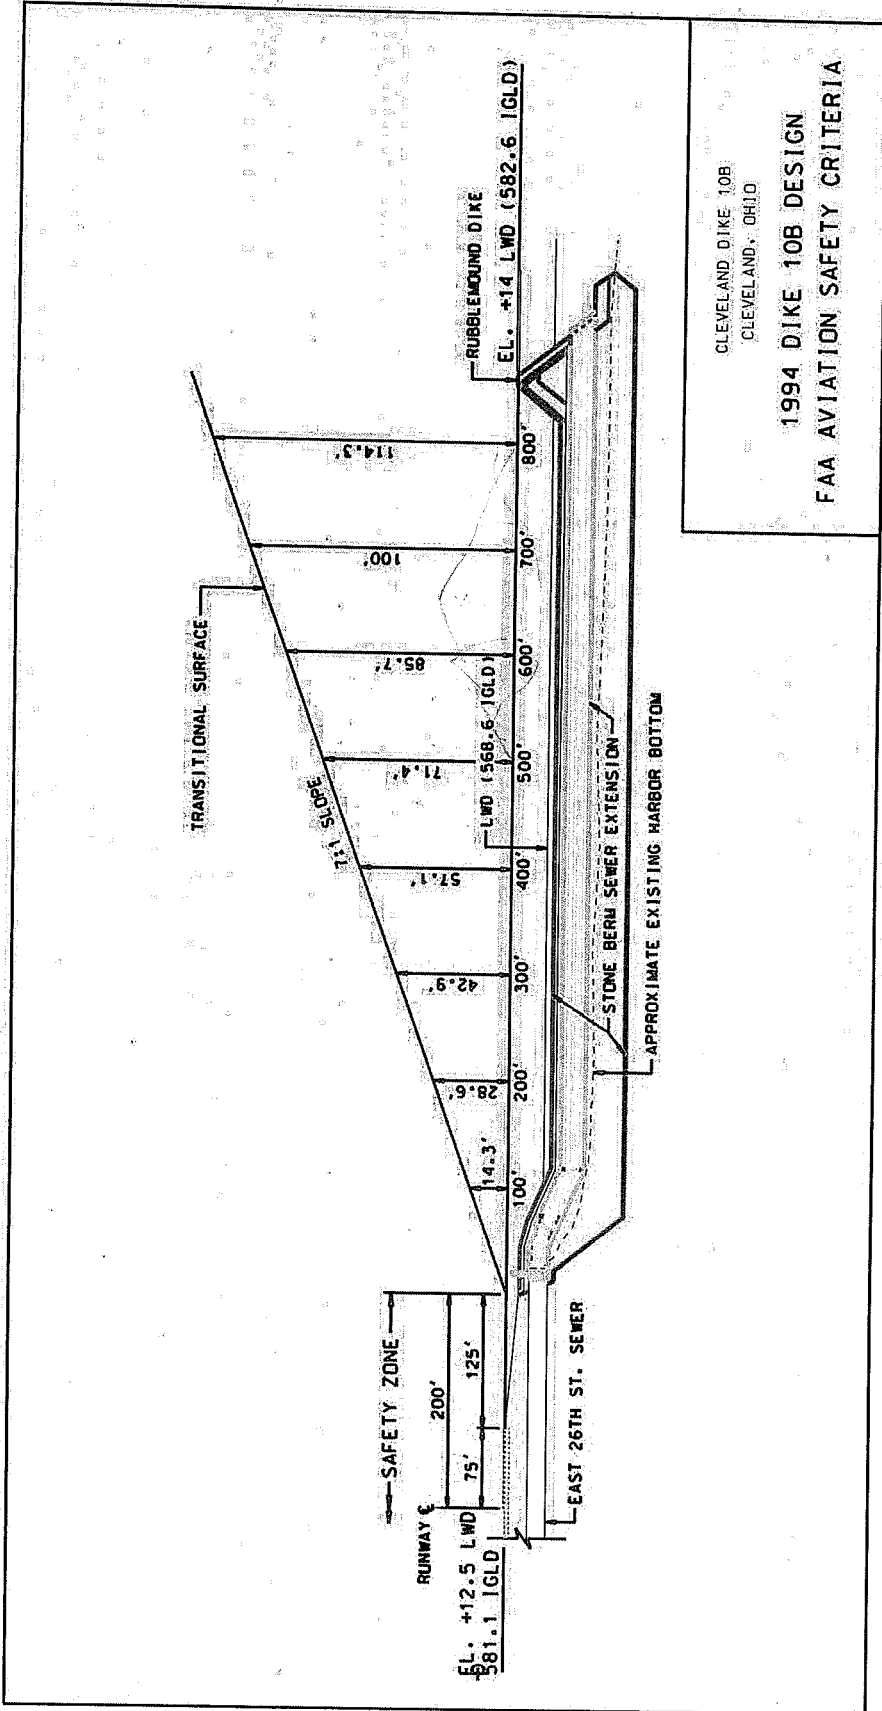 TRANSITIONAL SURFACE
7:1 SLOPE
SAFETY ZONE
200'
75'
125'
RUNWAY ℄
EL. +12.5 LWD
581.1 IGLD
14.3'
28.6'
42.9'
57.1'
71.4'
85.7'
100'
114.3'
RUBBLEMOUND DIKE
EL. +14 LWD (582.6 IGLD)
LWD (568.6 IGLD)
100'
200'
300'
400'
500'
600'
700'
800'
EAST 26TH ST. SEWER
STONE BERM SEWER EXTENSION
APPROXIMATE EXISTING HARBOR BOTTOM
CLEVELAND DIKE 10B
CLEVELAND, OHIO
1994 DIKE 10B DESIGN
FAA AVIATION SAFETY CRITERIA